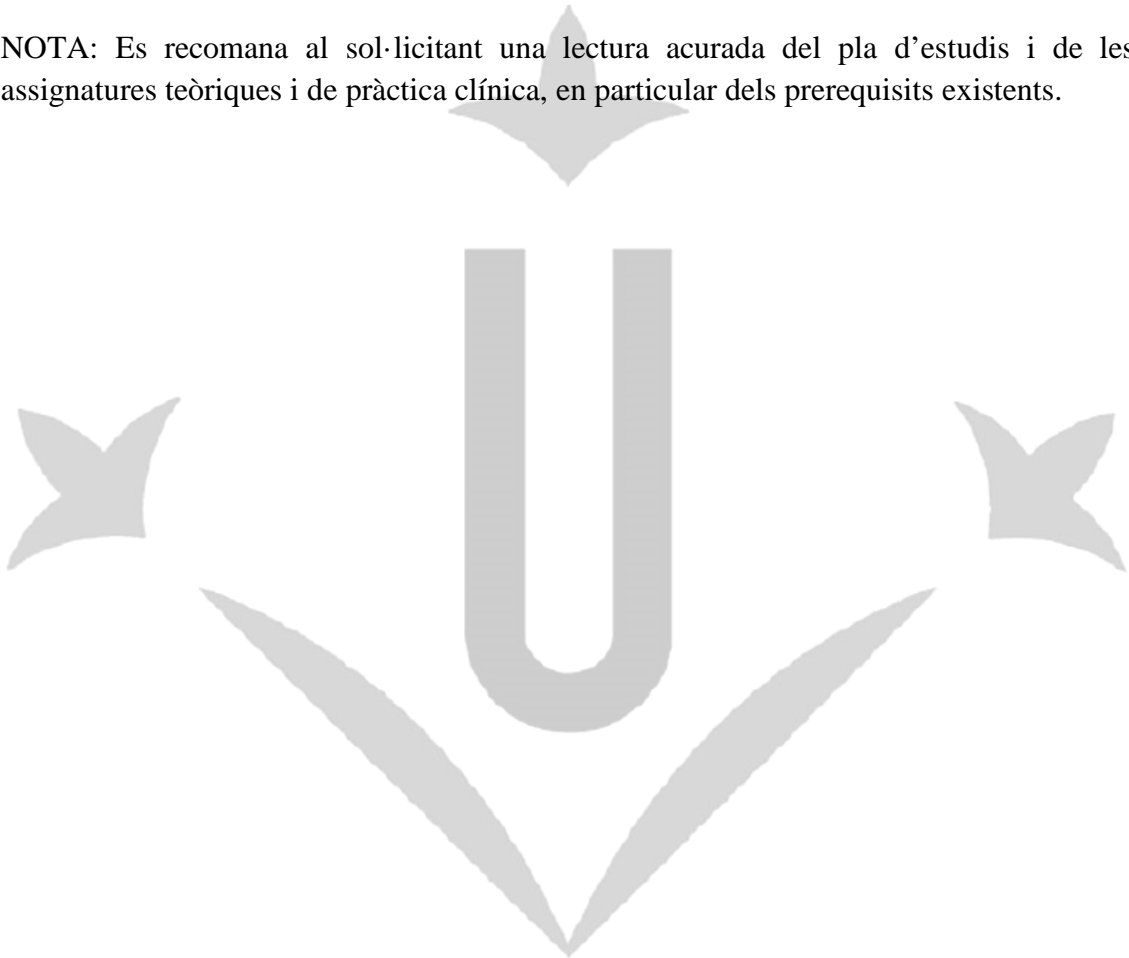 NOTA: Es recomana al sol·licitant una lectura acurada del pla d’estudis i de les
assignatures teòriques i de pràctica clínica, en particular dels prerequisits existents.
U